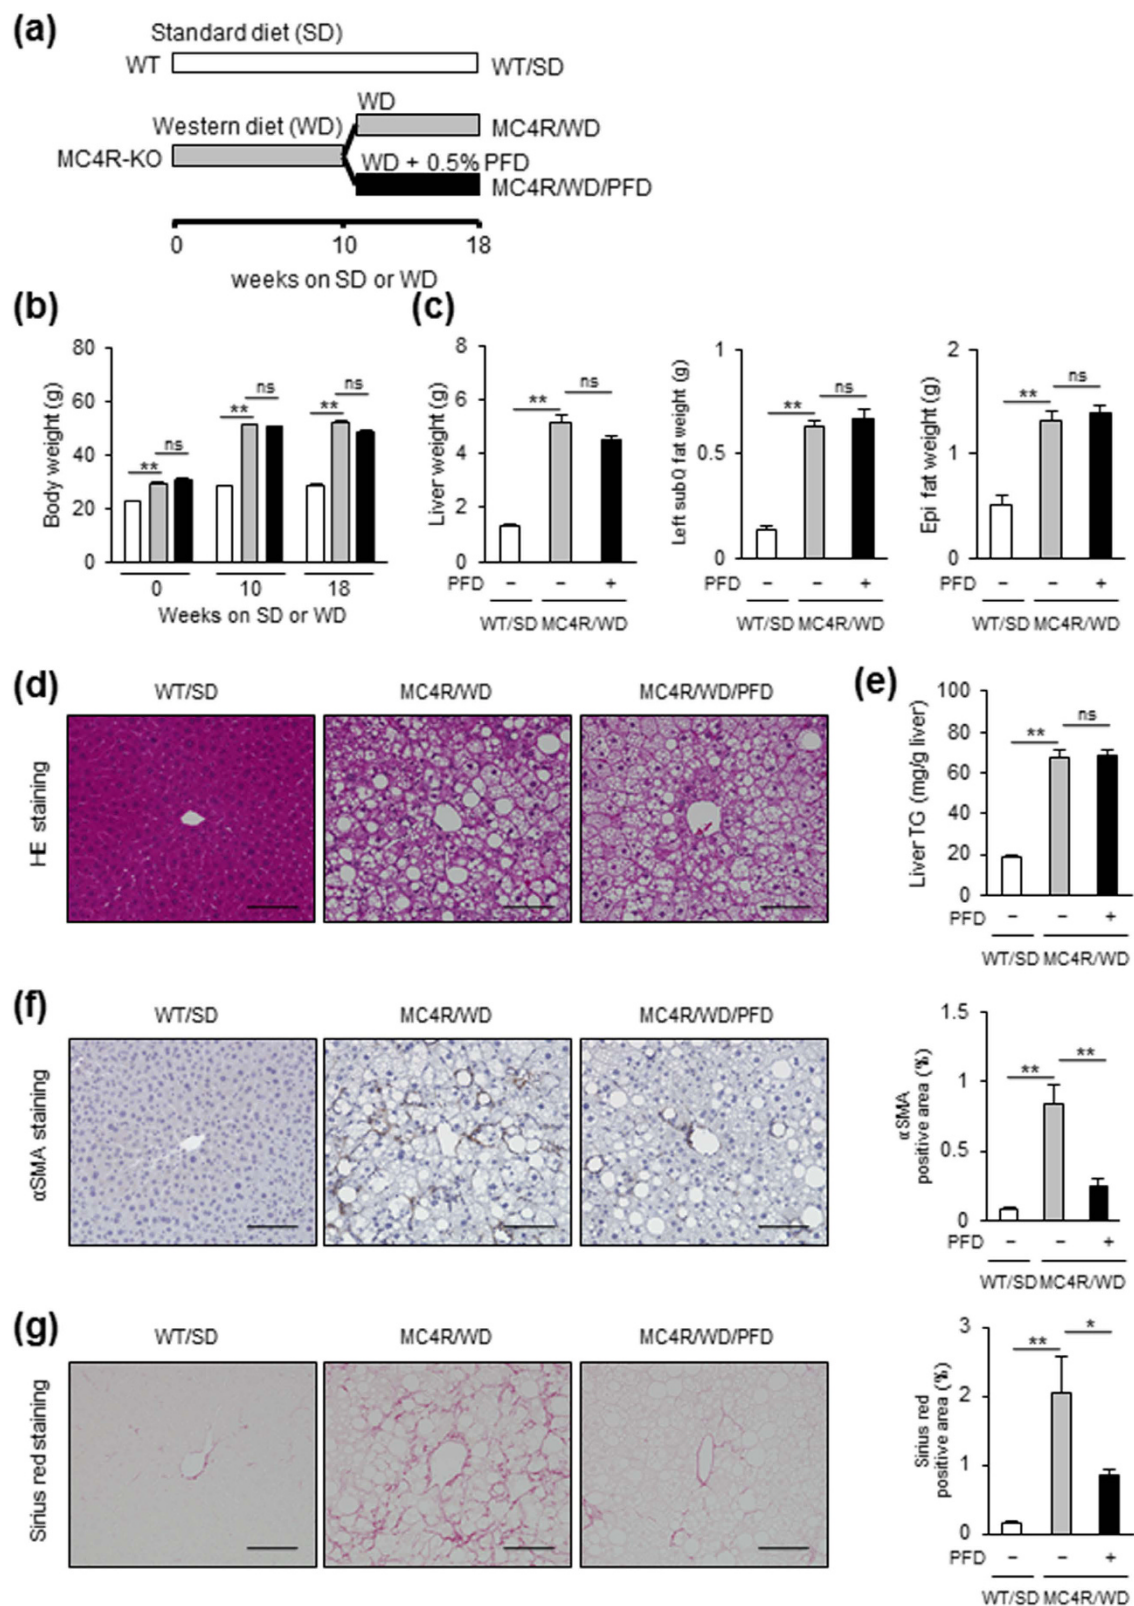 (a)
Standard diet (SD)
WT
WT/SD
WD
Western diet (WD)
MC4R/WD
MC4R-KO
WD + 0.5% PFD
MC4R/WD/PFD
0 10 18
weeks on SD or WD
(b)
Body weight (g)
80
60
40
20
0
** ns
** ns
** ns
0 10 18
Weeks on SD or WD
(c)
Liver weight (g)
8
6
4
2
0
** ns
PFD − − +
WT/SD MC4R/WD
Left subQ fat weight (g)
1
0.5
0
** ns
PFD − − +
WT/SD MC4R/WD
Epi fat weight (g)
2
1
0
** ns
PFD − − +
WT/SD MC4R/WD
(d)
WT/SD MC4R/WD MC4R/WD/PFD
HE staining
(e)
Liver TG (mg/g liver)
100
80
60
40
20
0
** ns
PFD − − +
WT/SD MC4R/WD
(f)
WT/SD MC4R/WD MC4R/WD/PFD
αSMA staining
αSMA
positive area (%)
1.5
1
0.5
0
** **
PFD − − +
WT/SD MC4R/WD
(g)
WT/SD MC4R/WD MC4R/WD/PFD
Sirius red staining
Sirius red
positive area (%)
3
2
1
0
** *
PFD − − +
WT/SD MC4R/WD